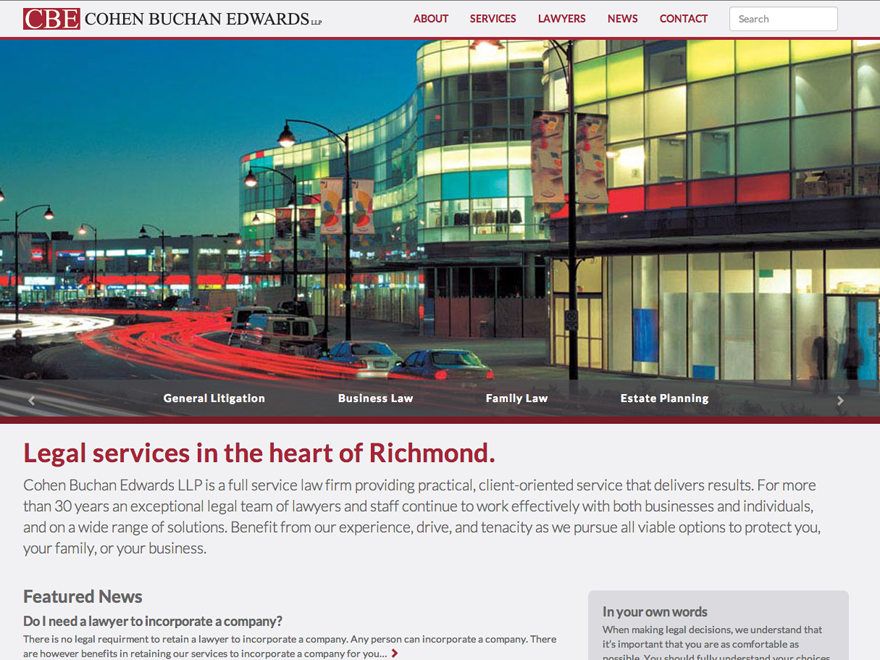 CBE COHEN BUCHAN EDWARDS LLP
ABOUT SERVICES LAWYERS NEWS CONTACT Search
General Litigation Business Law Family Law Estate Planning
Legal services in the heart of Richmond.
Cohen Buchan Edwards LLP is a full service law firm providing practical, client-oriented service that delivers results. For more
than 30 years an exceptional legal team of lawyers and staff continue to work effectively with both businesses and individuals,
and on a wide range of solutions. Benefit from our experience, drive, and tenacity as we pursue all viable options to protect you,
your family, or your business.
Featured News
Do I need a lawyer to incorporate a company?
There is no legal requirment to retain a lawyer to incorporate a company. Any person can incorporate a company. There
are however benefits in retaining our services to incorporate a company for you...
In your own words
When making legal decisions, we understand that
it's important that you are as comfortable as
possible. You should fully understand your choices